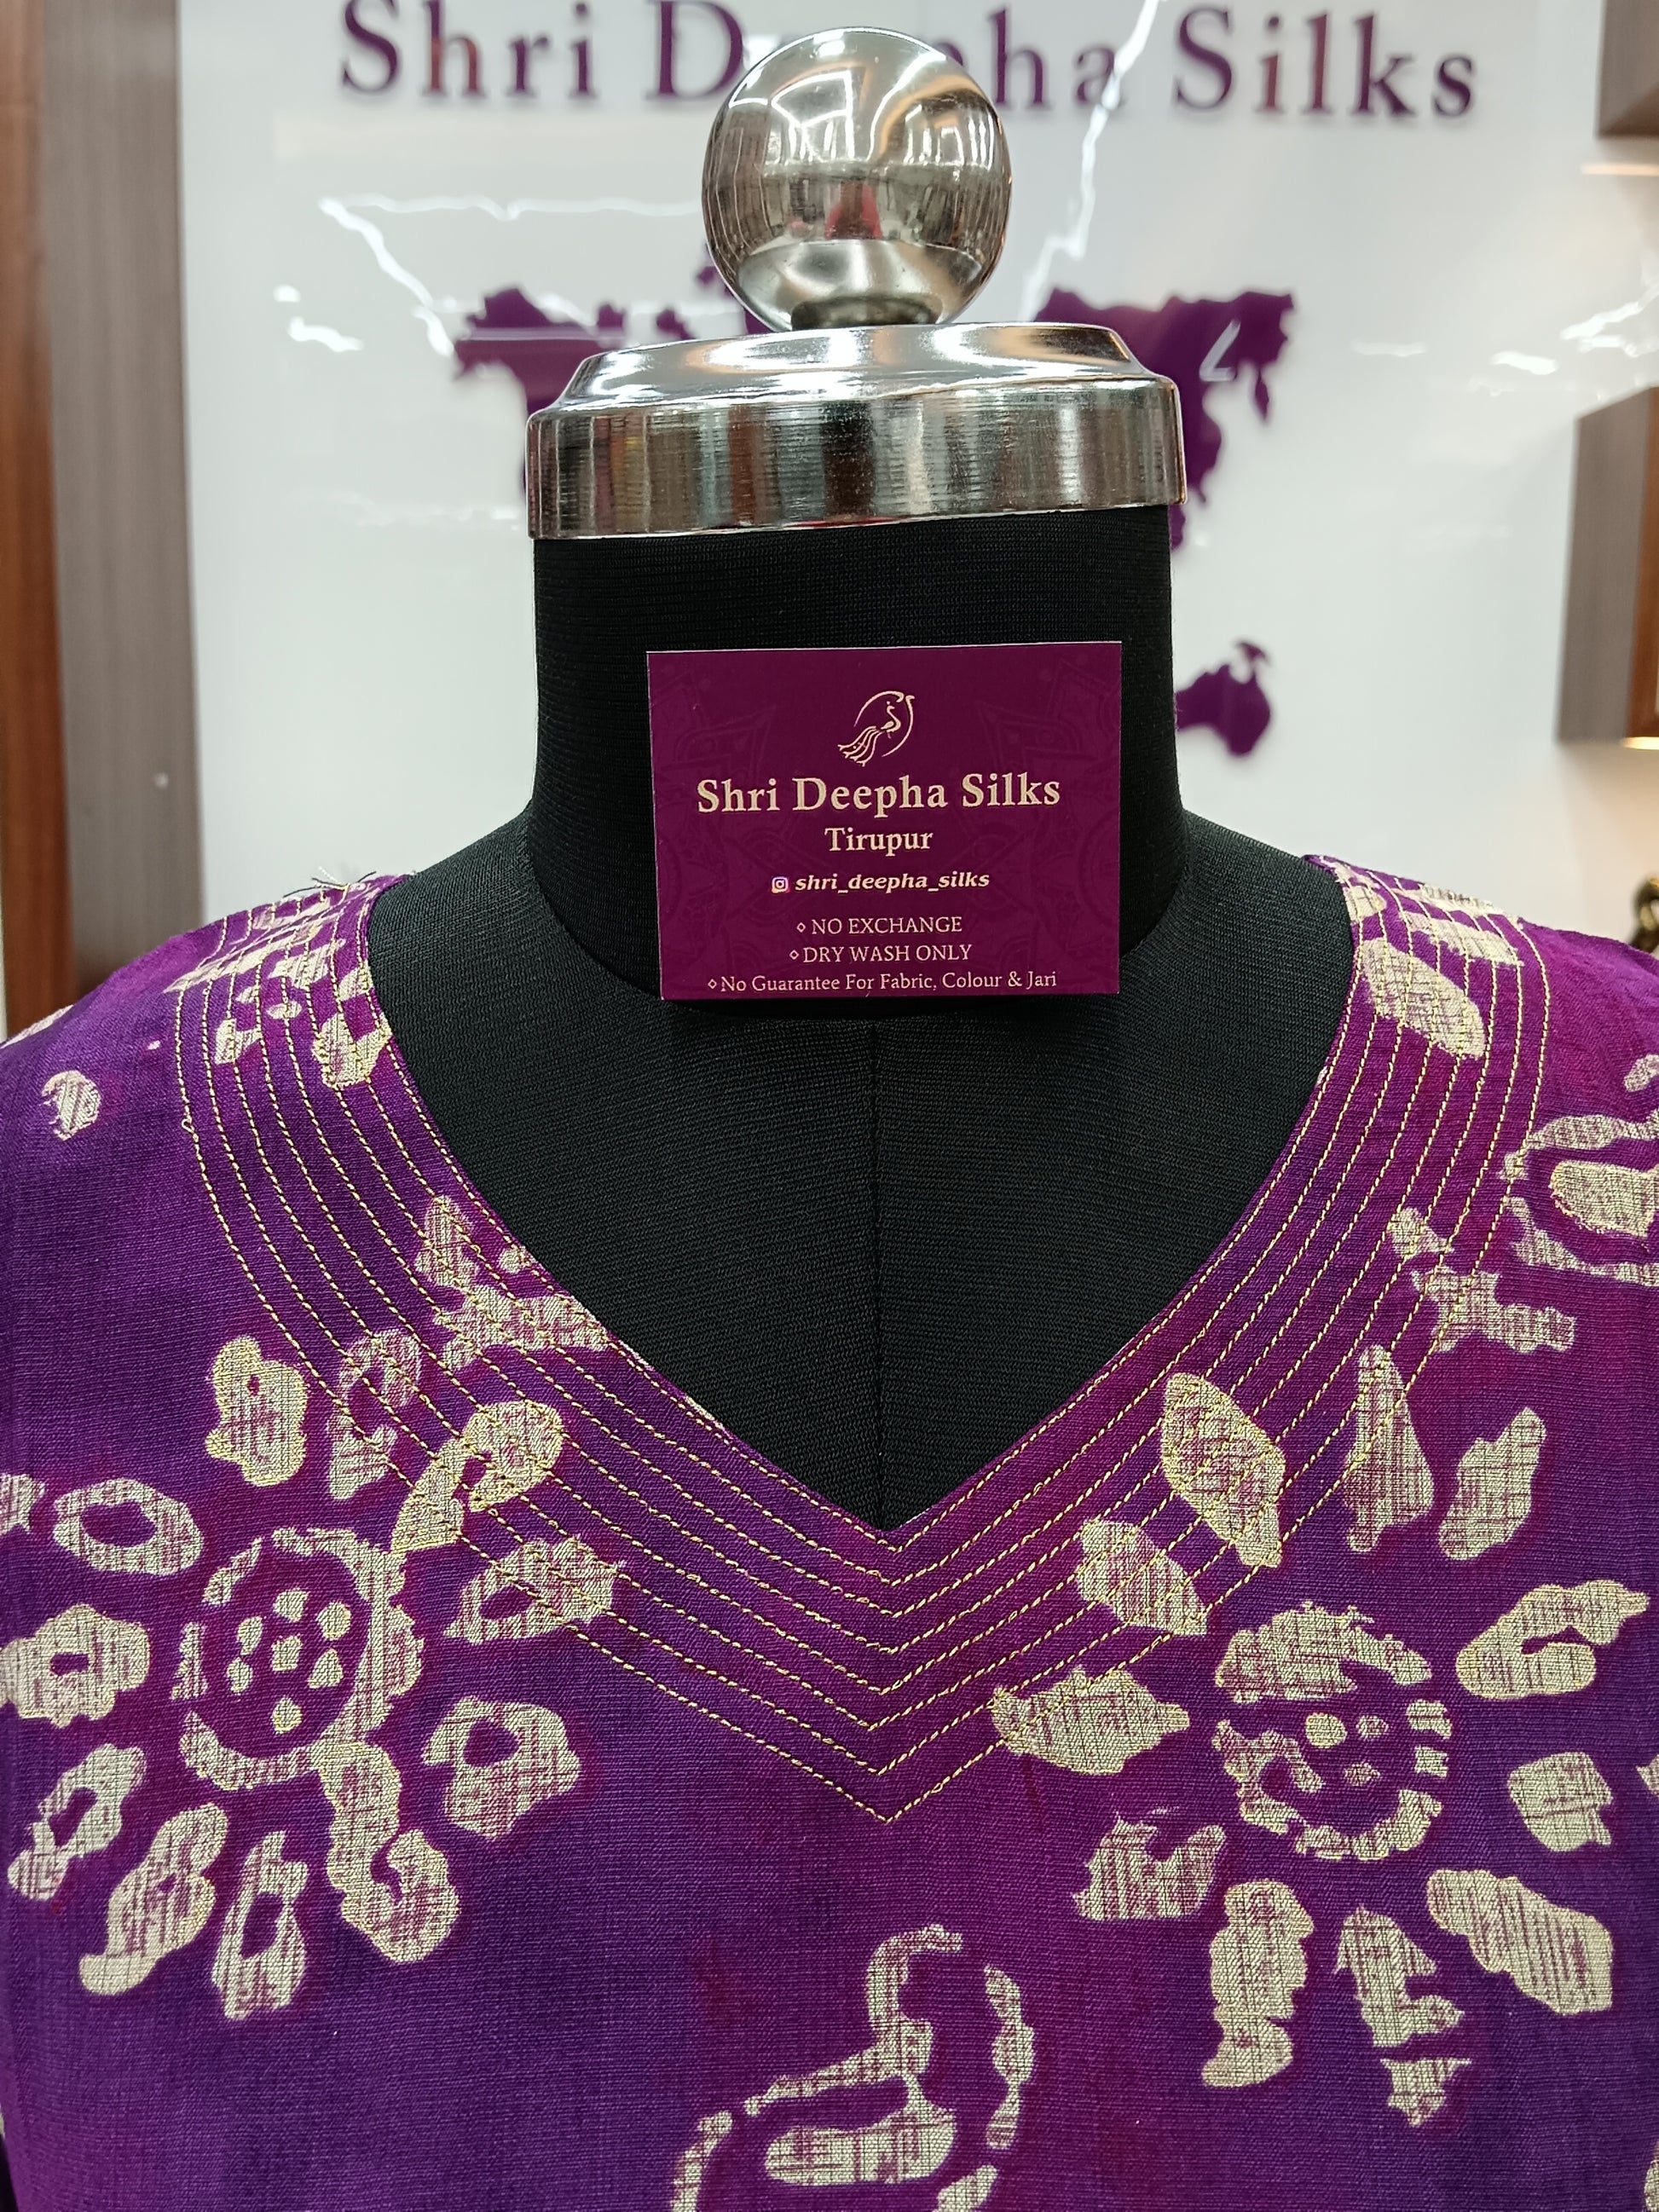 Shri Deepha Silks
Shri Deepha Silks
Tirupur
shri_deepha_silks
◊ NO EXCHANGE
◊ DRY WASH ONLY
◊ No Guarantee For Fabric, Colour & Jari